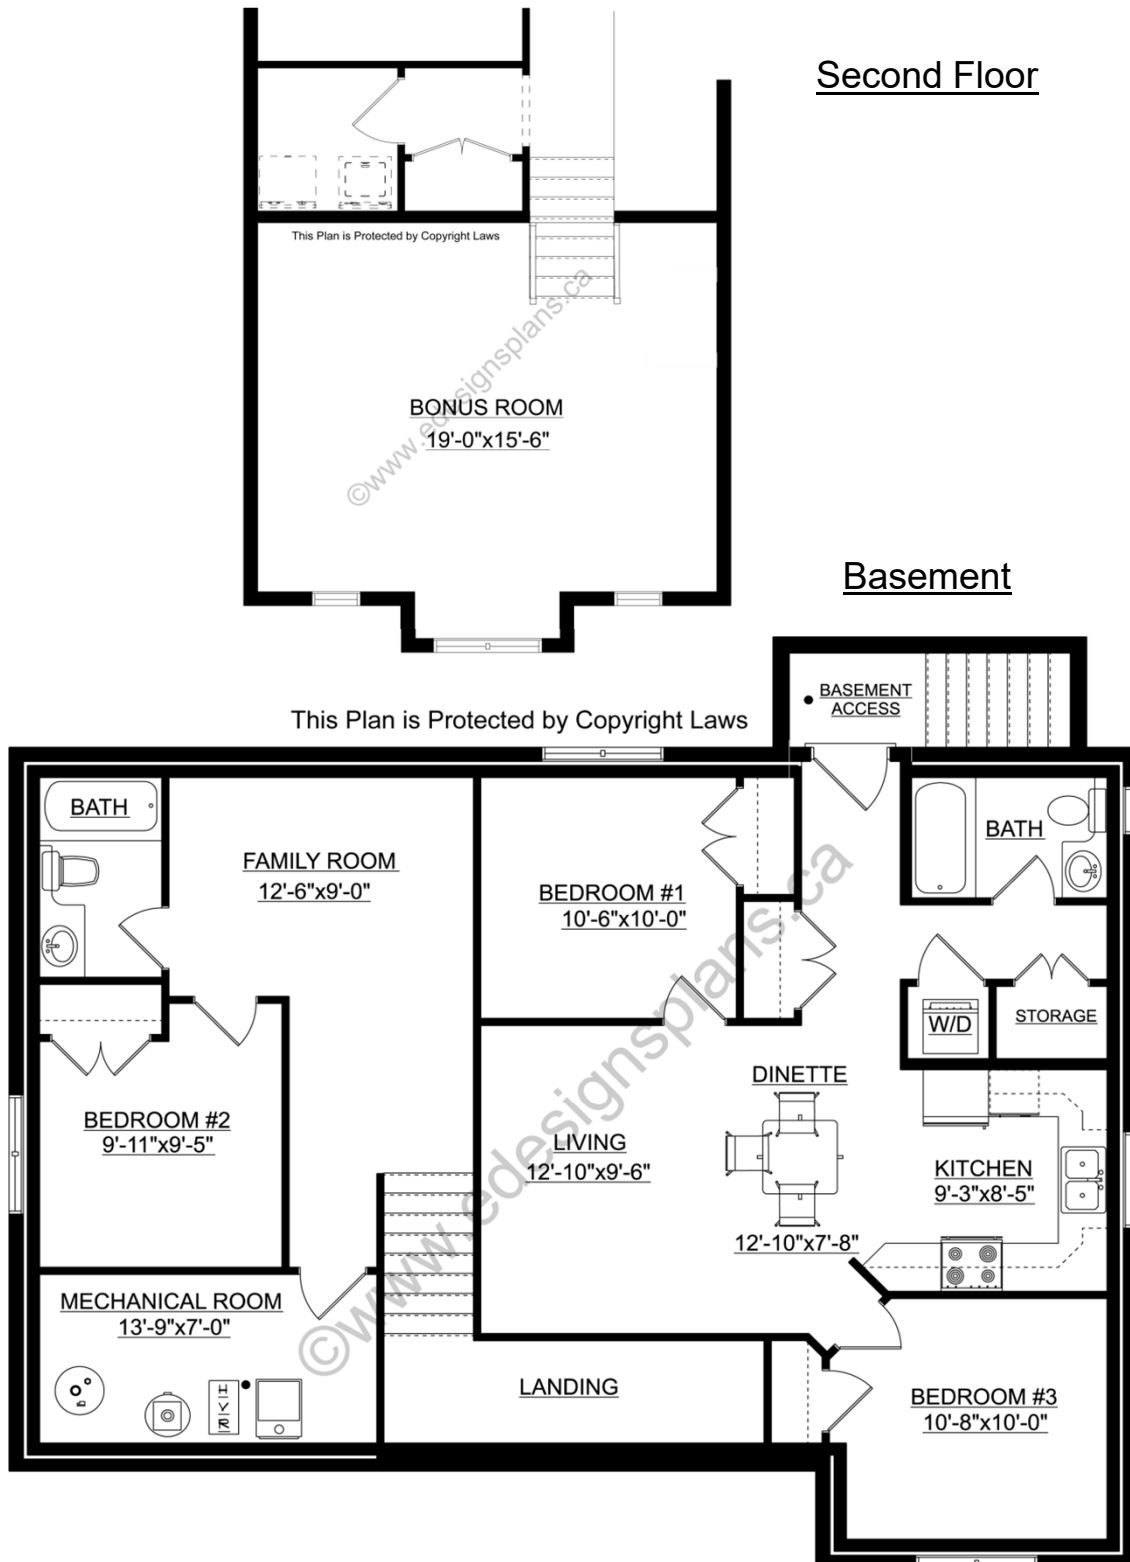 Second Floor
This Plan is Protected by Copyright Laws
BONUS ROOM
19'-0"x15'-6"
©www.edesignsplans.ca
Basement
BASEMENT
ACCESS
This Plan is Protected by Copyright Laws
BATH
FAMILY ROOM
12'-6"x9'-0"
BEDROOM #1
10'-6"x10'-0"
BATH
W/D
STORAGE
DINETTE
12'-10"x7'-8"
BEDROOM #2
9'-11"x9'-5"
LIVING
12'-10"x9'-6"
KITCHEN
9'-3"x8'-5"
MECHANICAL ROOM
13'-9"x7'-0"
LANDING
BEDROOM #3
10'-8"x10'-0"
©www.edesignsplans.ca